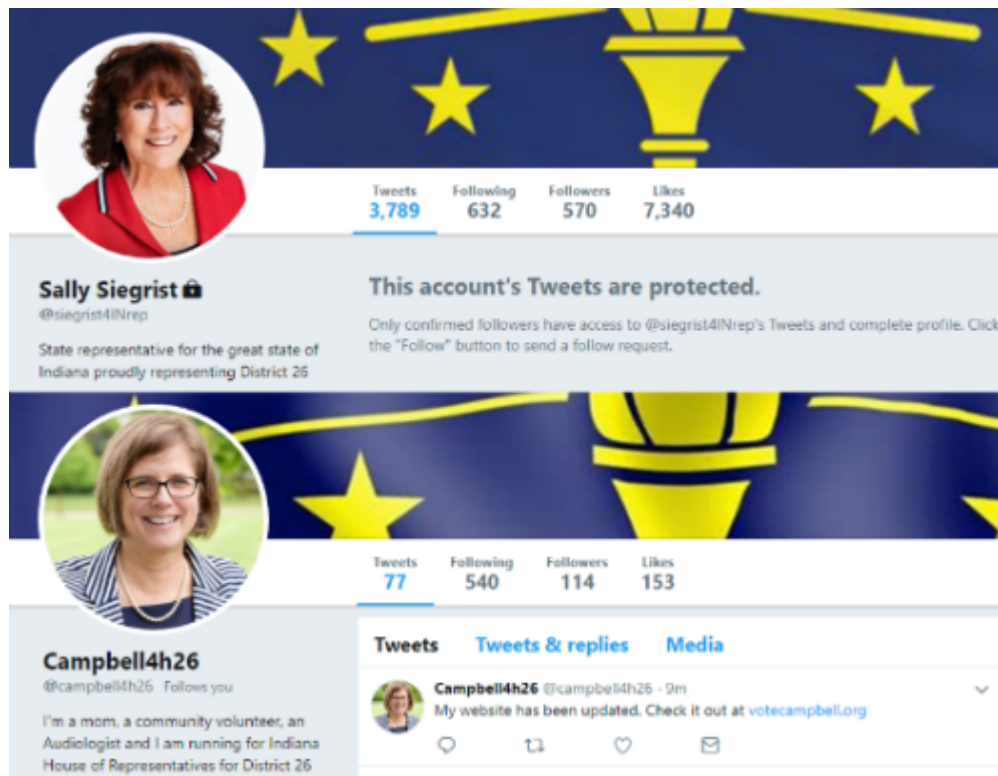 Tweets Following Followers Likes
3,789 632 570 7,340
Sally Siegrist
@siegrist4INrep
State representative for the great state of
Indiana proudly representing District 26
This account's Tweets are protected.
Only confirmed followers have access to @siegrist4INrep's Tweets and complete profile. Click
the "Follow" button to send a follow request.
Tweets Following Followers Likes
77 540 114 153
Campbell4h26
@campbell4h26 Follows you
I'm a mom, a community volunteer, an
Audiologist and I am running for Indiana
House of Representatives for District 26
Tweets Tweets & replies Media
Campbell4h26 @campbell4h26 · 9m
My website has been updated. Check it out at votecampbell.org